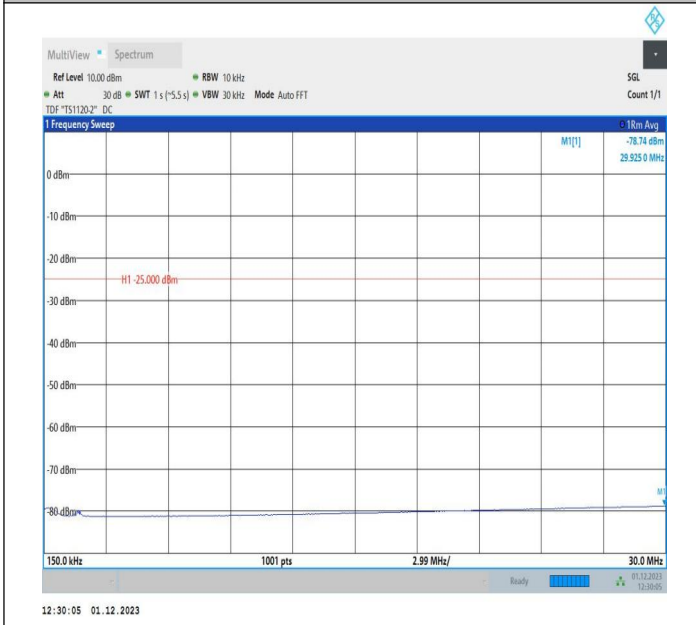 MultiView Spectrum
Ref Level 10.00 dBm RBW 10 kHz SGL
Att 30 dB SWT 1 s (~5.5 s) VBW 30 kHz Mode Auto FFT Count 1/1
TDF "TS1120-2" DC
1 Frequency Sweep 1Rm Avg
M1[1] -78.74 dBm
29.925 0 MHz
0 dBm
-10 dBm
-20 dBm
H1 -25.000 dBm
-30 dBm
-40 dBm
-50 dBm
-60 dBm
-70 dBm
M1
-80 dBm
150.0 kHz 1001 pts 2.99 MHz/ 30.0 MHz
Ready 01.12.2023
12:30:05
12:30:05 01.12.2023